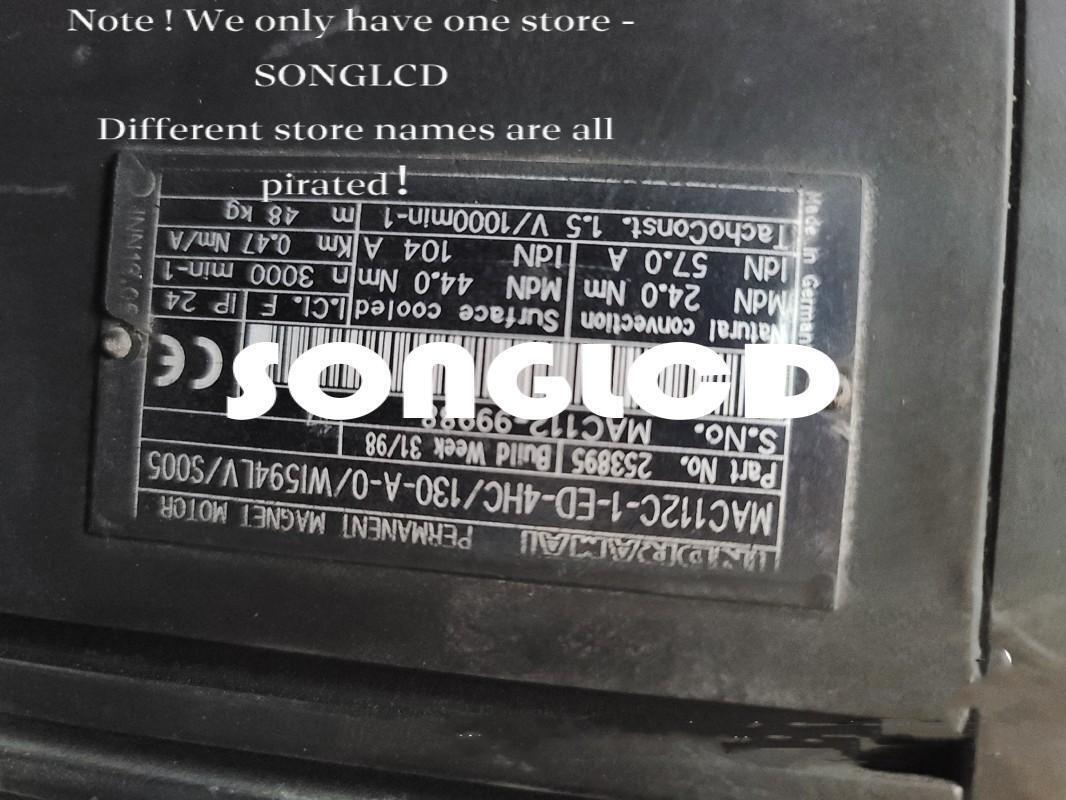 Note ! We only have one store -
SONGLCD
Different store names are all
pirated !
SONGLCD
INDRAMAT PERMANENT MAGNET MOTOR
MAC112C-1-ED-4HC/130-A-0/WI594LV/S005
Part No. 253895 Build Week 31/98
S.No. MAC112-99988
CE
Natural convection Surface cooled I.Cl. F IP 24
MdN 24.0 Nm MdN 44.0 Nm n 3000 min-1
IdN 57.0 A IdN 104 A Km 0.47 Nm/A
TachoConst. 1.5 V/1000min-1 m 48 kg
Made in Germany